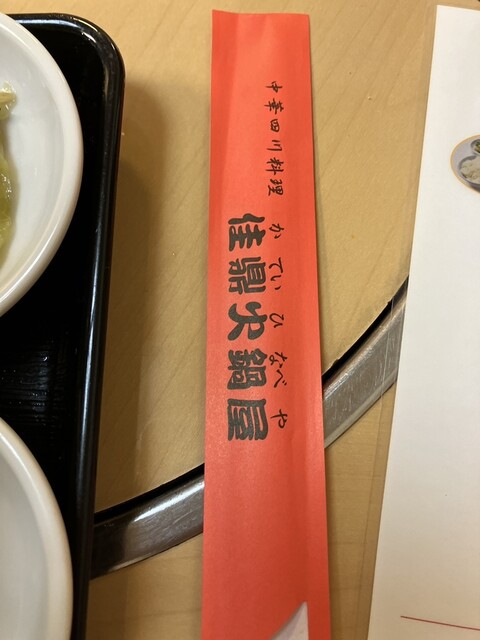 中華四川料理
かていひなべや
佳鼎火鍋屋